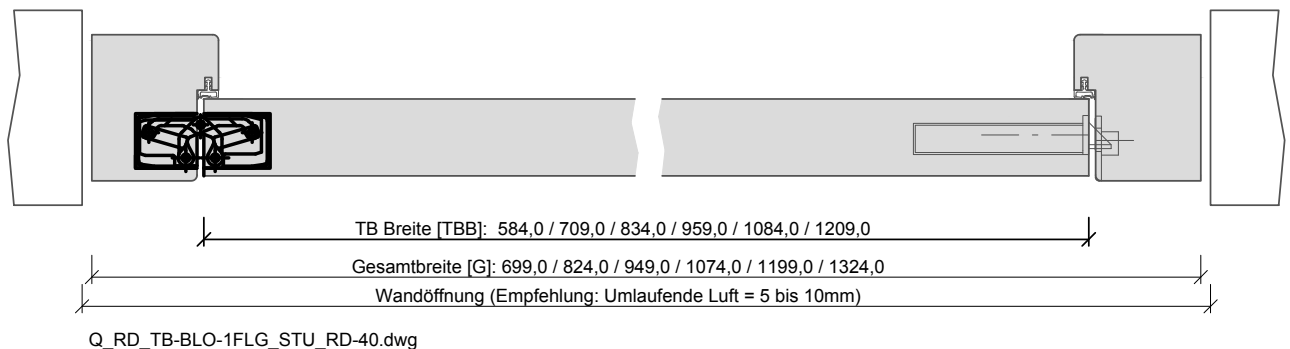 TB Breite [TBB]: 584,0 / 709,0 / 834,0 / 959,0 / 1084,0 / 1209,0
Gesamtbreite [G]: 699,0 / 824,0 / 949,0 / 1074,0 / 1199,0 / 1324,0
Wandöffnung (Empfehlung: Umlaufende Luft = 5 bis 10mm)
Q_RD_TB-BLO-1FLG_STU_RD-40.dwg